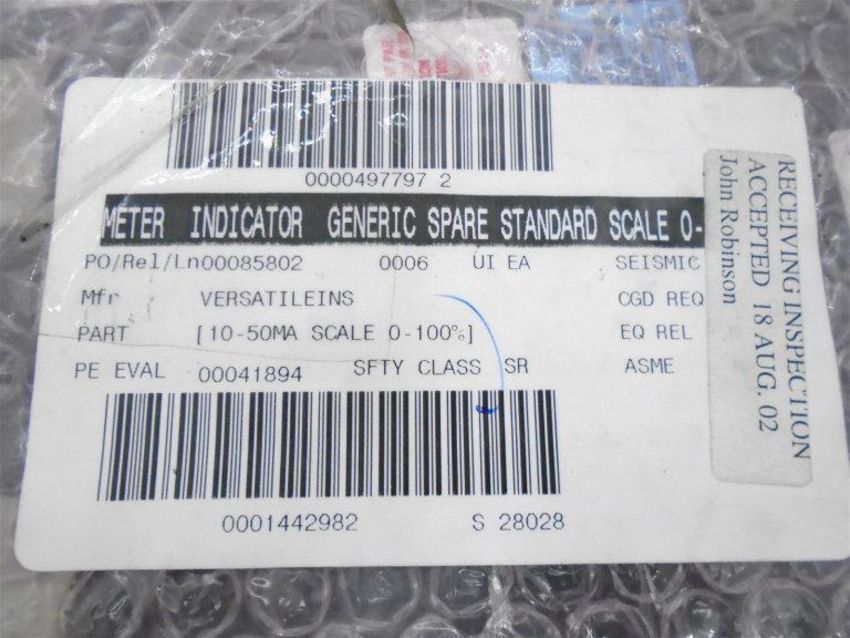 0000497797 2
METER INDICATOR GENERIC SPARE STANDARD SCALE 0-
PO/Rel/Ln00085802 0006 UI EA SEISMIC
Mfr VERSATILEINS CGD REQ
PART [10-50MA SCALE 0-100%] EQ REL
PE EVAL 00041894 SFTY CLASS SR ASME
0001442982 S 28028
RECEIVING INSPECTION
ACCEPTED 18 AUG. 02
John Robinson